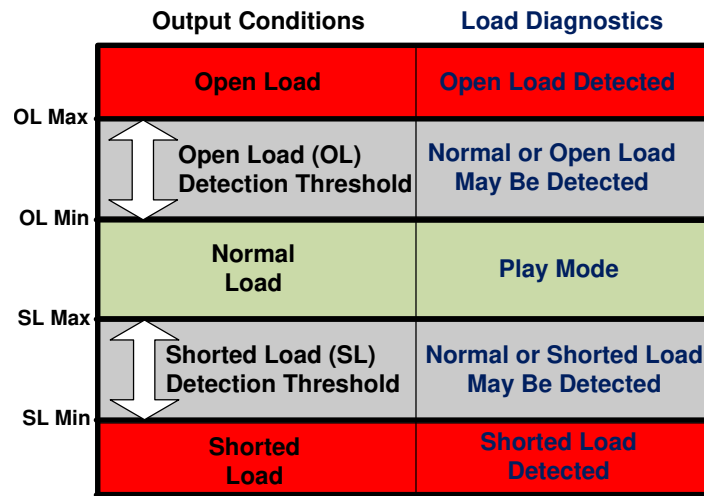 Output Conditions
Load Diagnostics
Open Load
Open Load Detected
OL Max
Open Load (OL)
Detection Threshold
Normal or Open Load
May Be Detected
OL Min
Normal
Load
Play Mode
SL Max
Shorted Load (SL)
Detection Threshold
Normal or Shorted Load
May Be Detected
SL Min
Shorted
Load
Shorted Load
Detected